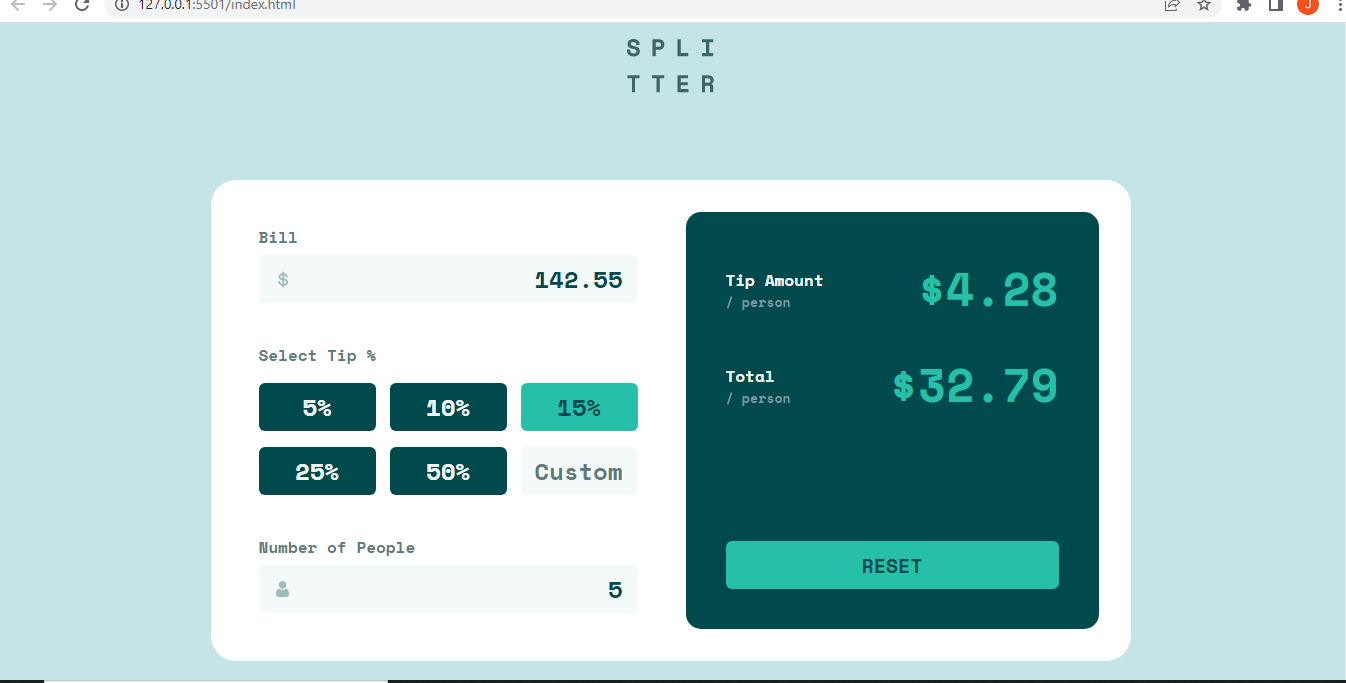 127.0.0.1:5501/index.html
J
SPLI
TTER
Bill
$ 142.55
Select Tip %
5% 10% 15%
25% 50% Custom
Number of People
5
Tip Amount $4.28
/ person
Total $32.79
/ person
RESET